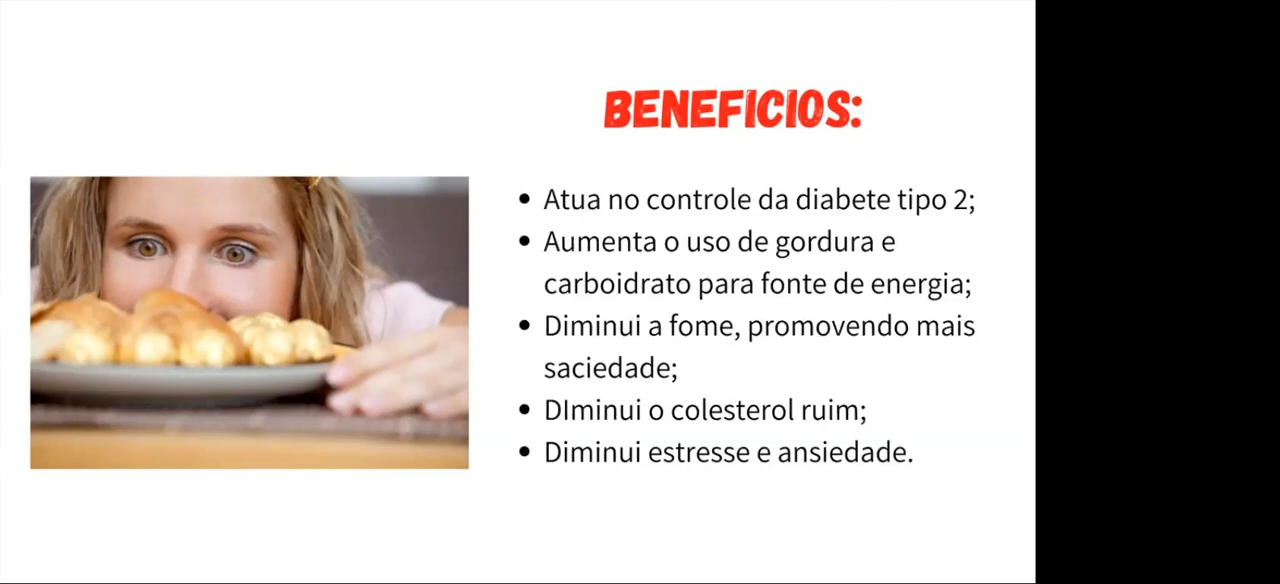 BENEFICIOS:
• Atua no controle da diabete tipo 2;
• Aumenta o uso de gordura e
carboidrato para fonte de energia;
• Diminui a fome, promovendo mais
saciedade;
• DIminui o colesterol ruim;
• Diminui estresse e ansiedade.